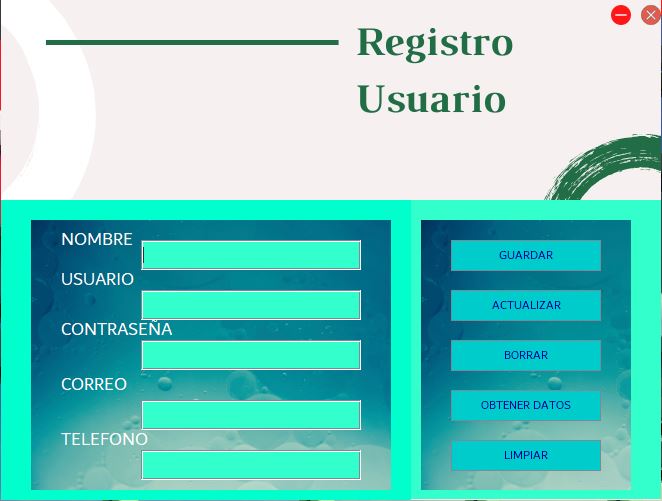 Registro
Usuario
NOMBRE
USUARIO
CONTRASEÑA
CORREO
TELEFONO
GUARDAR
ACTUALIZAR
BORRAR
OBTENER DATOS
LIMPIAR